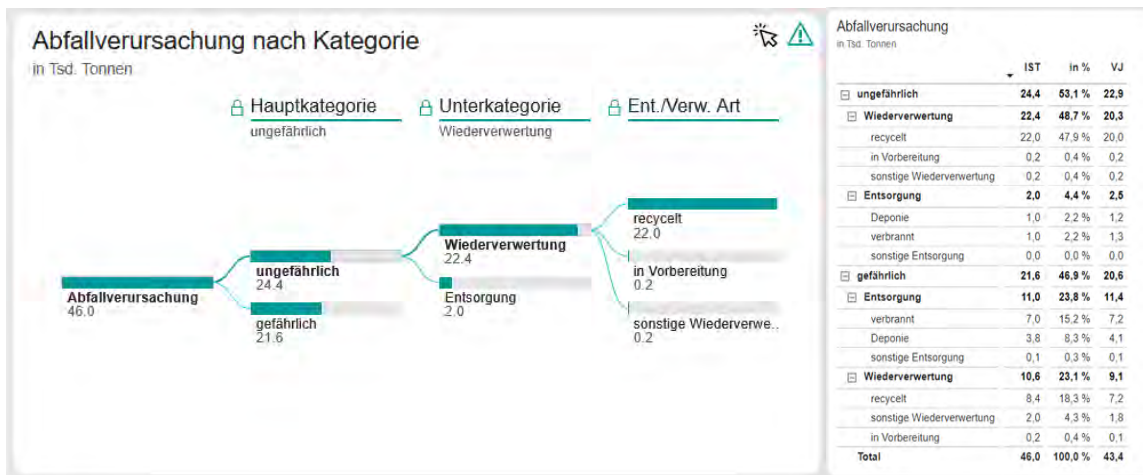 Abfallverursachung nach Kategorie
in Tsd. Tonnen
Hauptkategorie
ungefährlich
Unterkategorie
Wiederverwertung
Ent./Verw. Art
Abfallverursachung
46.0
ungefährlich
24.4
gefährlich
21.6
Wiederverwertung
22.4
Entsorgung
2.0
recycelt
22.0
in Vorbereitung
0.2
sonstige Wiederverwe..
0.2
Abfallverursachung
in Tsd. Tonnen
IST in % VJ
ungefährlich 24,4 53,1 % 22,9
Wiederverwertung 22,4 48,7 % 20,3
recycelt 22,0 47,9 % 20,0
in Vorbereitung 0,2 0,4 % 0,2
sonstige Wiederverwertung 0,2 0,4 % 0,2
Entsorgung 2,0 4,4 % 2,5
Deponie 1,0 2,2 % 1,2
verbrannt 1,0 2,2 % 1,3
sonstige Entsorgung 0,0 0,0 % 0,0
gefährlich 21,6 46,9 % 20,6
Entsorgung 11,0 23,8 % 11,4
verbrannt 7,0 15,2 % 7,2
Deponie 3,8 8,3 % 4,1
sonstige Entsorgung 0,1 0,3 % 0,1
Wiederverwertung 10,6 23,1 % 9,1
recycelt 8,4 18,3 % 7,2
sonstige Wiederverwertung 2,0 4,3 % 1,8
in Vorbereitung 0,2 0,4 % 0,1
Total 46,0 100,0 % 43,4